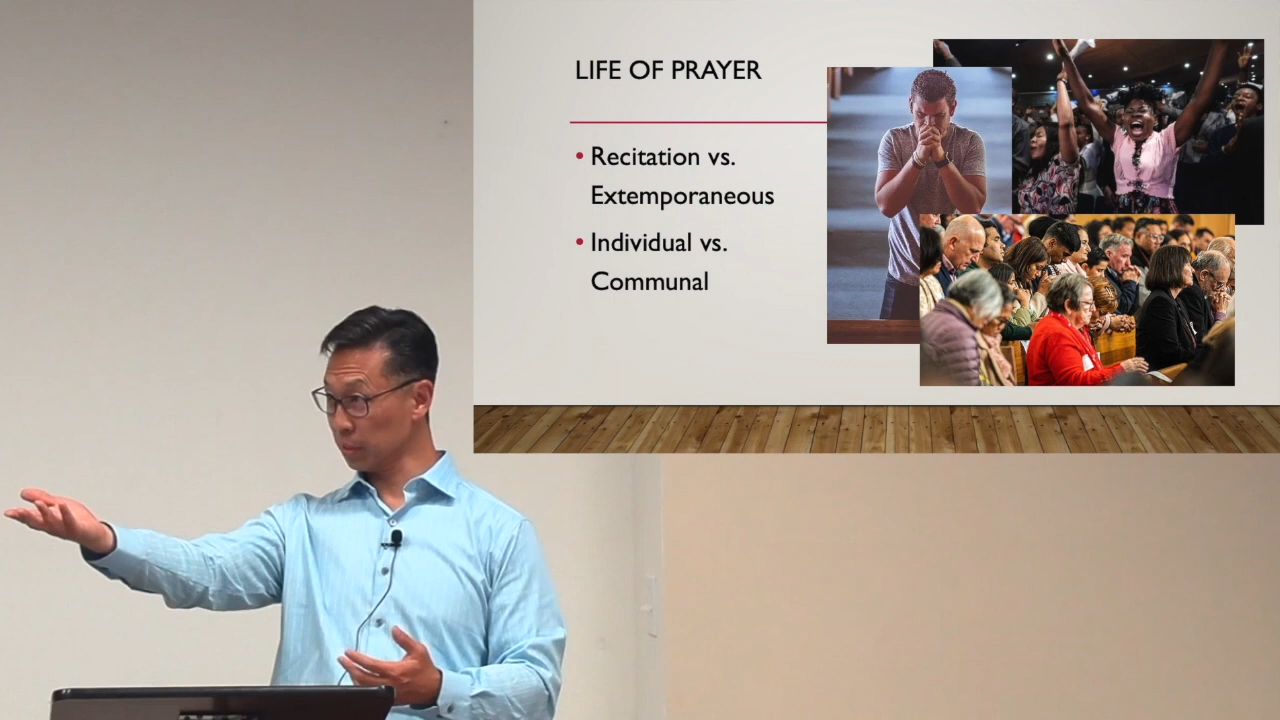 LIFE OF PRAYER
• Recitation vs.
Extemporaneous
• Individual vs.
Communal